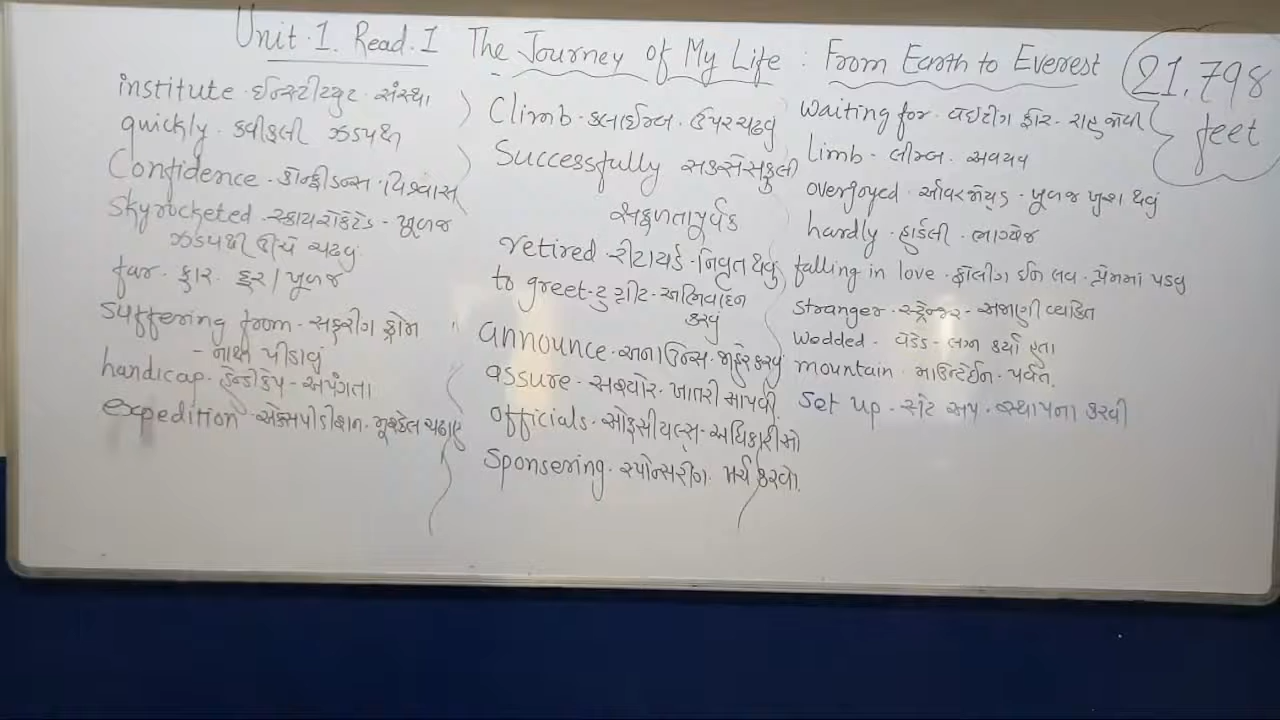 Unit.1. Read.I The Journey of My Life : From Earth to Everest
21,798
feet
institute. ઈન્સ્ટીટયુટ. સંસ્થા
quickly. ક્વીકલી ઝડપથી
Confidence. કોન્ફીડન્સ. વિશ્વાસ
Skyrocketed. સ્કાયરોકેટેડ - ખૂબજ
ઝડપથી ઊંચે ચઢવું.
far. ફાર. દૂર / ખૂબજ
Suffering from. સફરીંગ ફ્રોમ
- નાથી પીડાવું
handicap. હેન્ડીકેપ - અપંગતા
expedition. એક્સપીડીશન. મુશ્કેલ ચઢાણ
Climb. કલાઈમ્બ. ઉપર ચઢવું
Successfully સક્સેસફુલી
સફળતાપૂર્વક
retired. રીટાયર્ડ - નિવૃત થવું
to greet. ટુ ગ્રીટ - અભિવાદન
કરવું
announce. અનાઉન્સ. જાહેર કરવું
assure. અશ્યોર. ખાતરી આપવી.
officials. ઓફીસીયલ્સ. અધિકારીઓ
Sponsering. સ્પોન્સરીંગ. ખર્ચ કરવો.
waiting for. વેઈટીંગ ફોર. રાહ જોવી
limb - લીમ્બ. અવયવ
overjoyed. ઓવરજોય્ડ. ખૂબજ ખુશ થવું
hardly. હાર્ડલી. ભાગ્યેજ
falling in love. ફોલીંગ ઈન લવ. પ્રેમમાં પડવુ
Stranger. સ્ટ્રેન્જર - અજાણી વ્યકિત
Wedded. વેડેડ - લગ્ન કર્યા હતા
mountain. માઉન્ટેઈન. પર્વત.
Set up. સેટ અપ. સ્થાપના કરવી